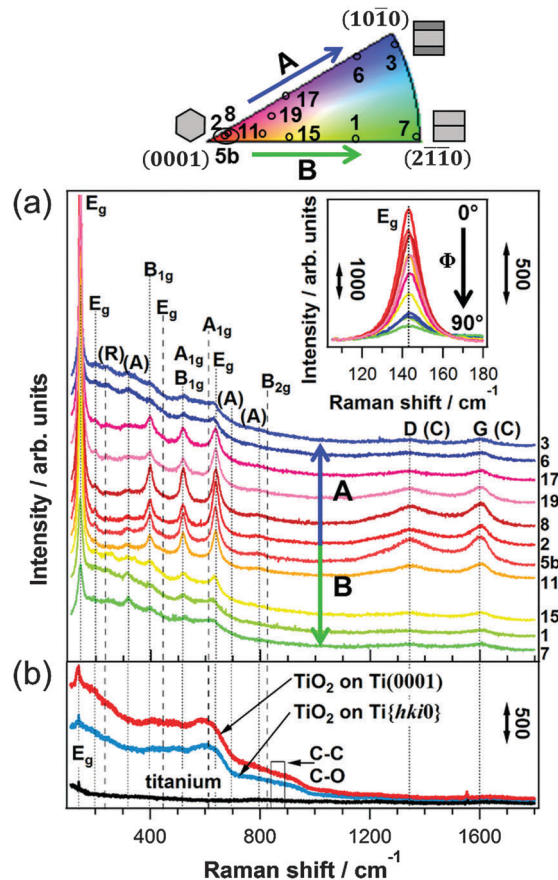 (101̅0)
A
6
3
17
8
2
19
11
15
1
7
(0001)
5b
(21̅1̅0)
B
(a)
Eg
B1g
Eg
Eg
A1g
(R)
(A)
A1g
B1g
Eg
(A)
(A)
B2g
Intensity / arb. units
Intensity / arb. units
1000
Eg
0°
Φ
90°
500
120
140
160
180
Raman shift / cm-1
D (C)
G (C)
A
B
3
6
17
19
8
2
5b
11
15
1
7
(b)
TiO2 on Ti(0001)
TiO2 on Ti{hki0}
500
Eg
titanium
C-C
C-O
400
800
1200
1600
Raman shift / cm-1